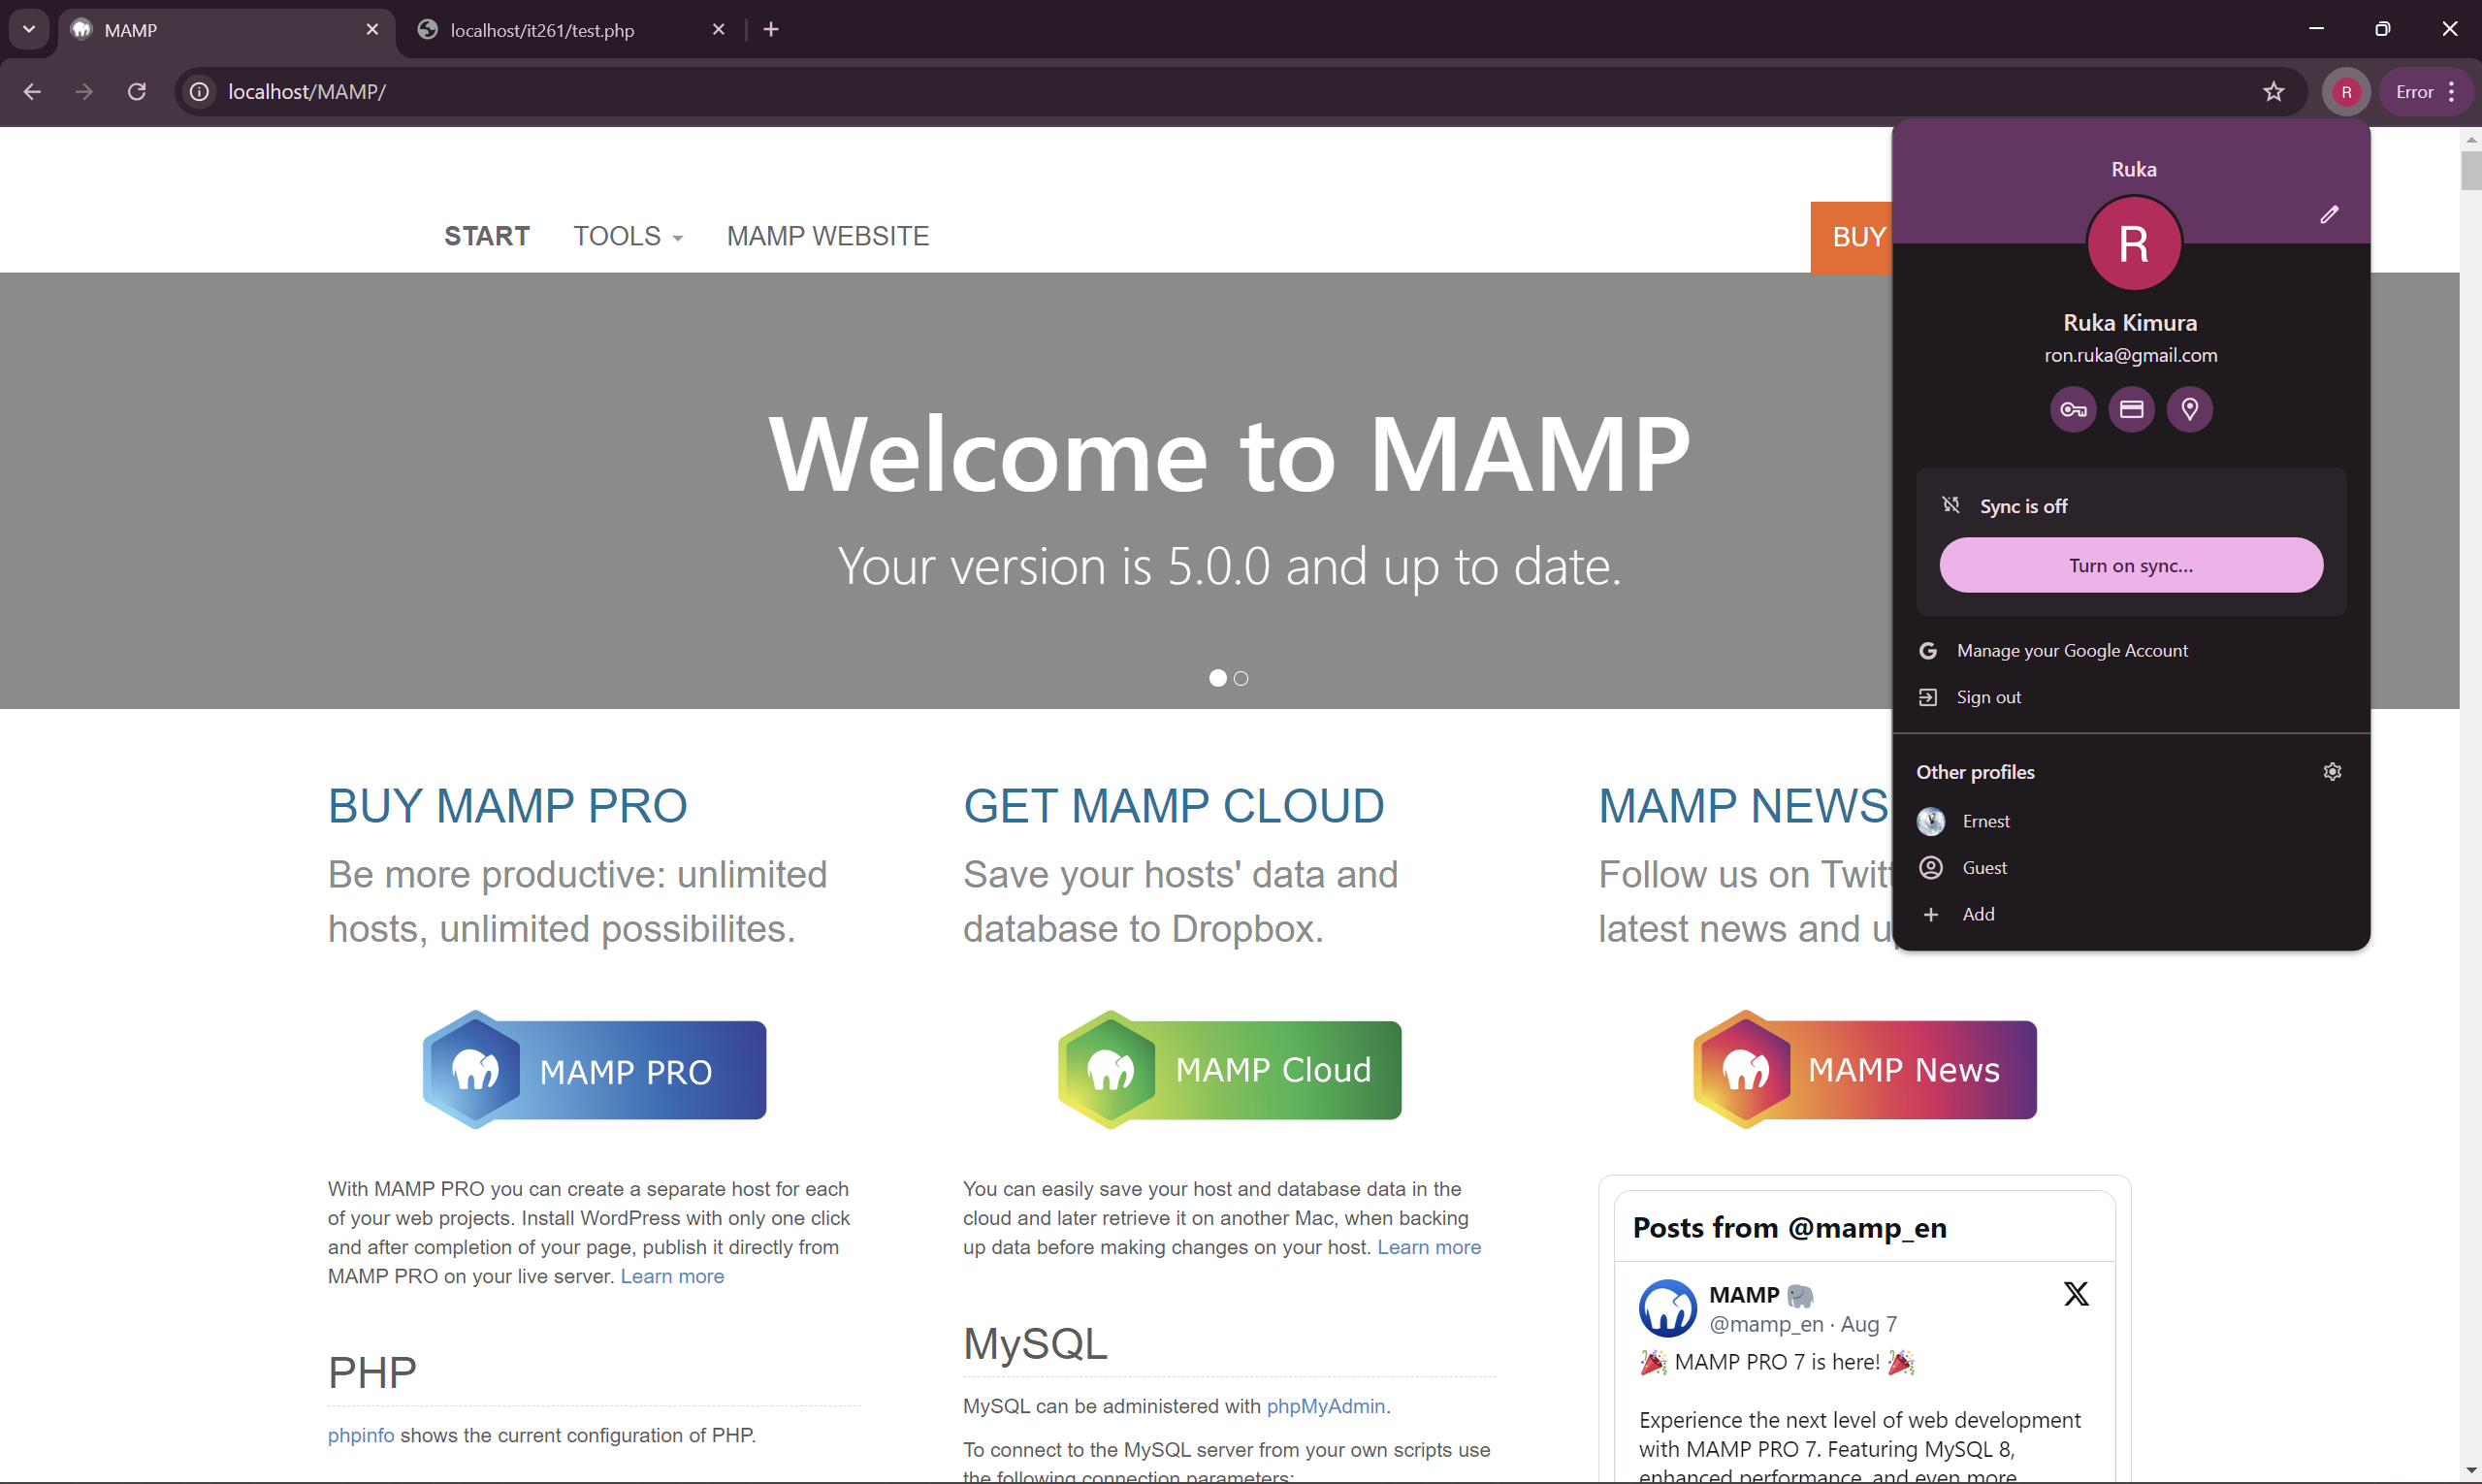 MAMP
localhost/it261/test.php
localhost/MAMP/
R
Error
START
TOOLS
MAMP WEBSITE
BUY
Welcome to MAMP
Your version is 5.0.0 and up to date.
Ruka
R
Ruka Kimura
ron.ruka@gmail.com
Sync is off
Turn on sync...
Manage your Google Account
Sign out
Other profiles
Ernest
Guest
Add
BUY MAMP PRO
Be more productive: unlimited
hosts, unlimited possibilites.
MAMP PRO
With MAMP PRO you can create a separate host for each
of your web projects. Install WordPress with only one click
and after completion of your page, publish it directly from
MAMP PRO on your live server. Learn more
PHP
phpinfo shows the current configuration of PHP.
GET MAMP CLOUD
Save your hosts' data and
database to Dropbox.
MAMP Cloud
You can easily save your host and database data in the
cloud and later retrieve it on another Mac, when backing
up data before making changes on your host. Learn more
MySQL
MySQL can be administered with phpMyAdmin.
To connect to the MySQL server from your own scripts use
the following connection parameters:
MAMP NEWS
Follow us on
latest news and
MAMP News
Posts from @mamp_en
MAMP 🐘
@mamp_en · Aug 7
🎉 MAMP PRO 7 is here! 🎉
Experience the next level of web development
with MAMP PRO 7. Featuring MySQL 8,
enhanced performance, and even more